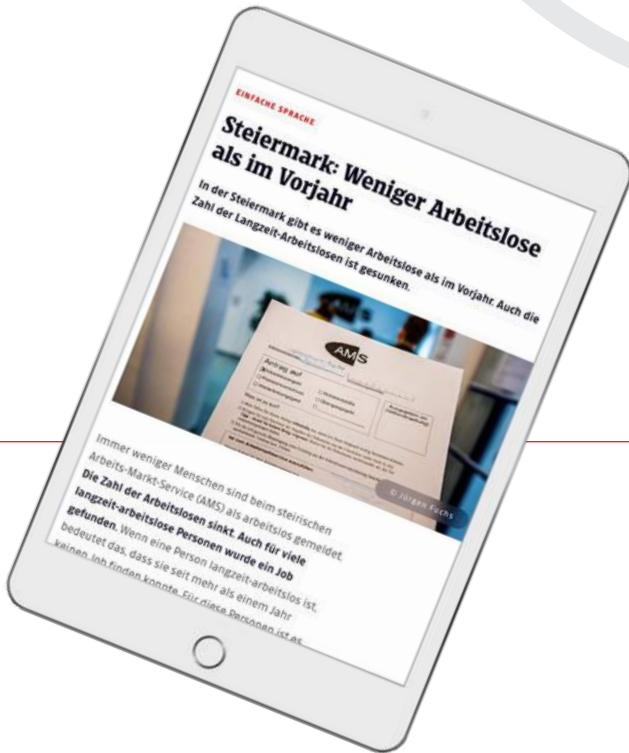 EINFACHE SPRACHE
Steiermark: Weniger Arbeitslose
als im Vorjahr
In der Steiermark gibt es weniger Arbeitslose als im Vorjahr. Auch die
Zahl der Langzeit-Arbeitslosen ist gesunken.
AMS
Antrag auf
© Jürgen Fuchs
Immer weniger Menschen sind beim steirischen
Arbeits-Markt-Service (AMS) als arbeitslos gemeldet.
Die Zahl der Arbeitslosen sinkt. Auch für viele
langzeit-arbeitslose Personen wurde ein Job
gefunden. Wenn eine Person langzeit-arbeitslos ist,
bedeutet das, dass sie seit mehr als einem Jahr
keinen Job finden konnte. Für diese Personen ist es